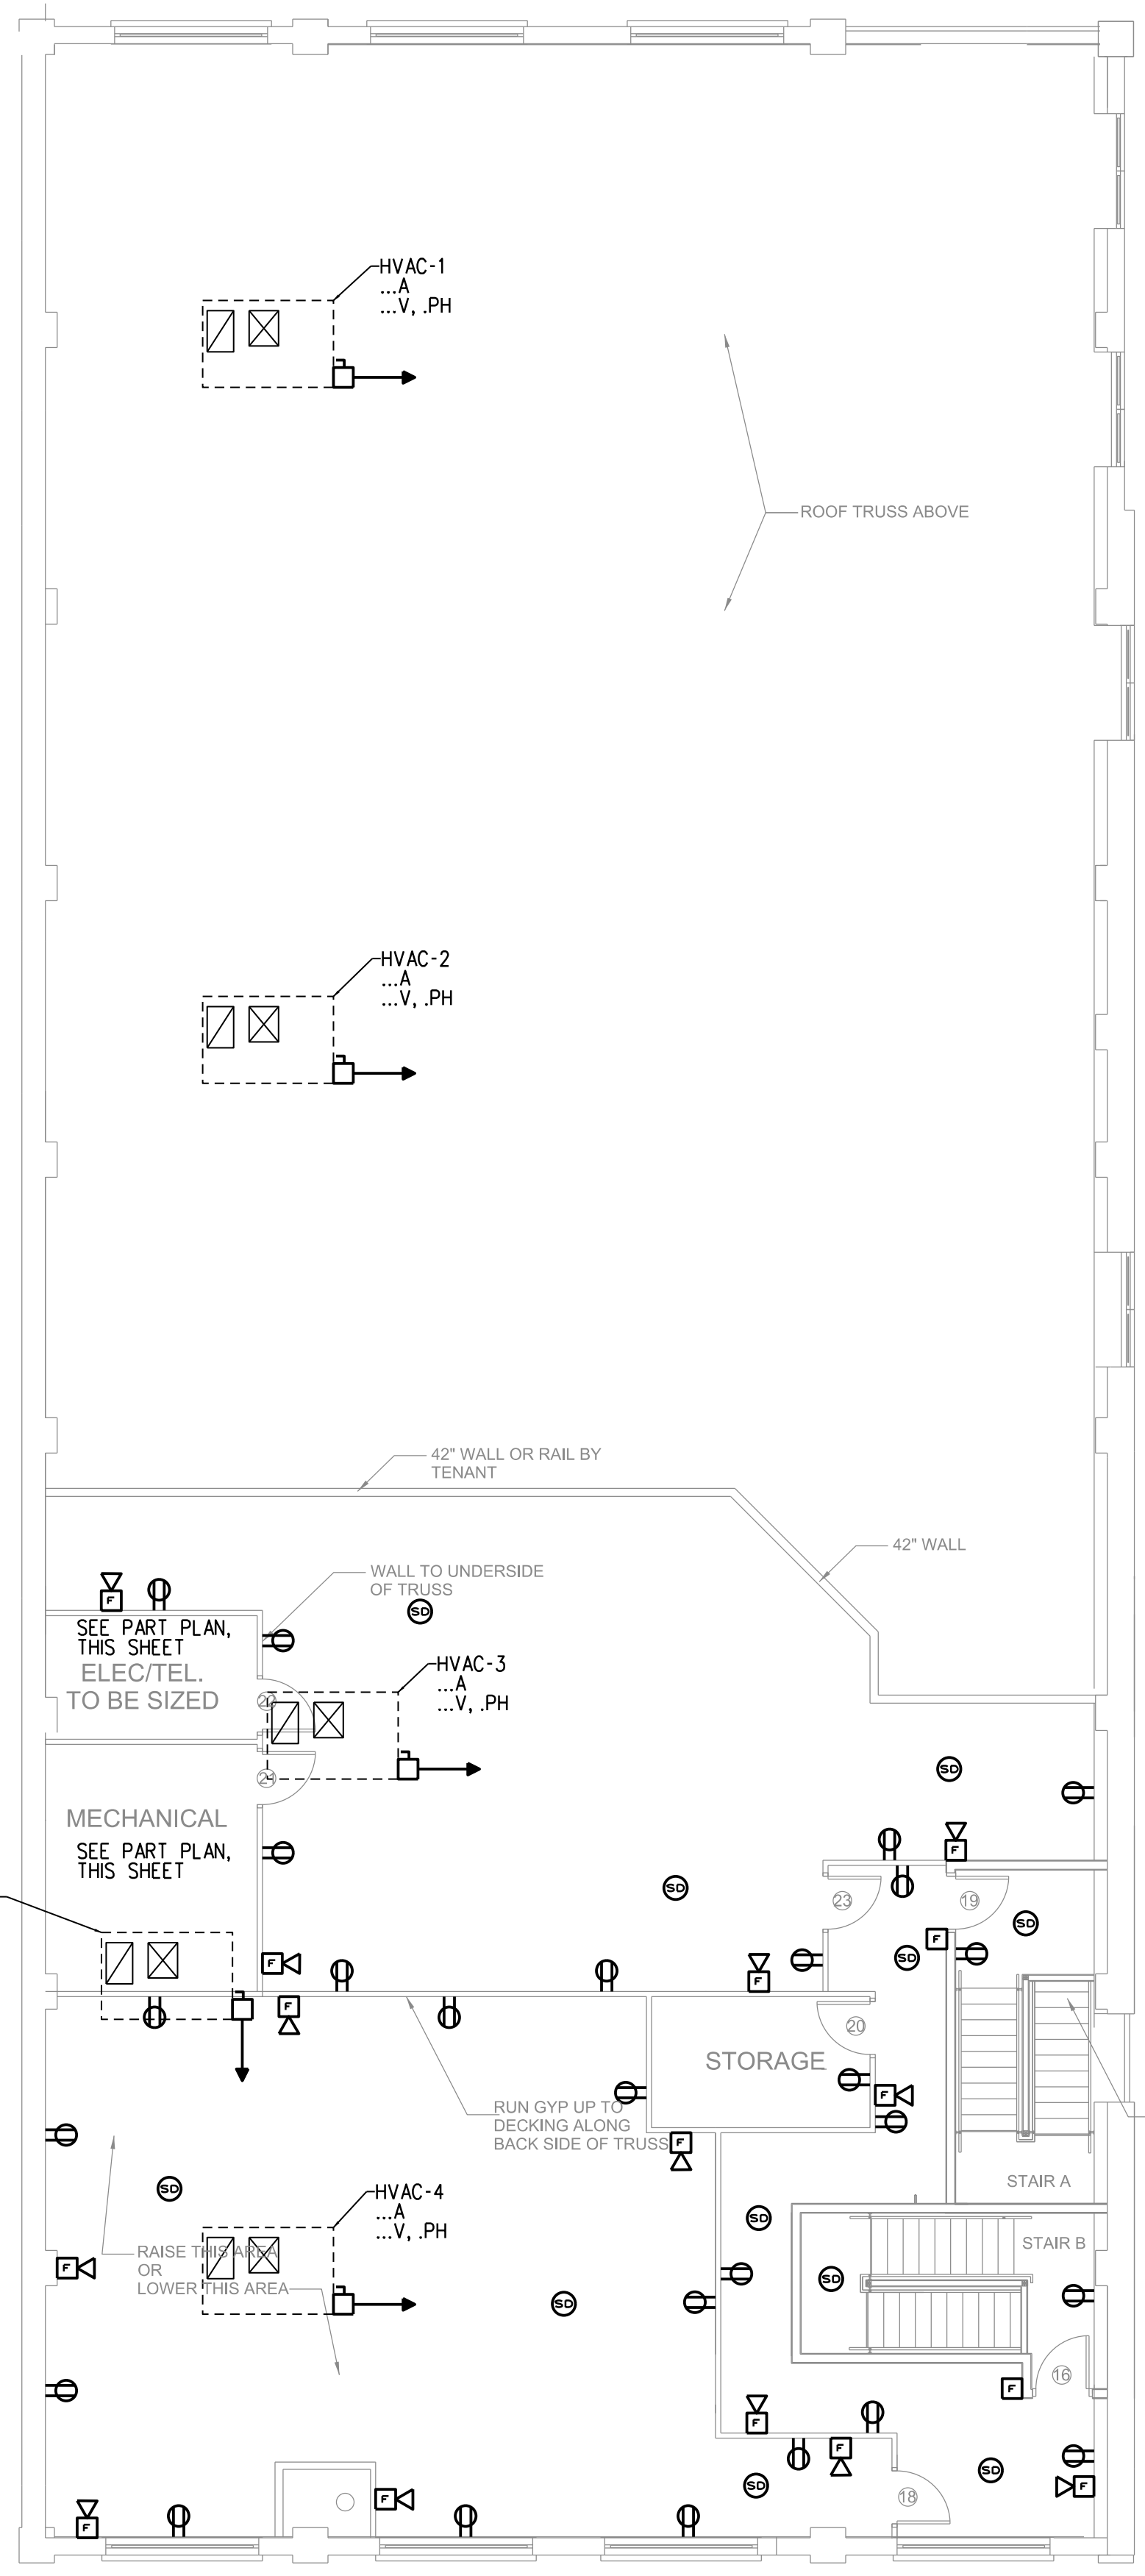 HVAC-1
...A
...V, .PH
ROOF TRUSS ABOVE
HVAC-2
...A
...V, .PH
42" WALL OR RAIL BY
TENANT
42" WALL
WALL TO UNDERSIDE
OF TRUSS
SD
F
SEE PART PLAN,
THIS SHEET
ELEC/TEL.
TO BE SIZED
22
HVAC-3
...A
...V, .PH
21
SD
MECHANICAL
SEE PART PLAN,
THIS SHEET
F
SD
23
19
SD
F
SD
F
F
F
20
STORAGE
F
RUN GYP UP TO
DECKING ALONG
BACK SIDE OF TRUSS
F
STAIR A
SD
HVAC-4
...A
...V, .PH
SD
STAIR B
RAISE THIS AREA
OR
LOWER THIS AREA
F
SD
SD
16
F
F
F
SD
SD
F
F
18
F